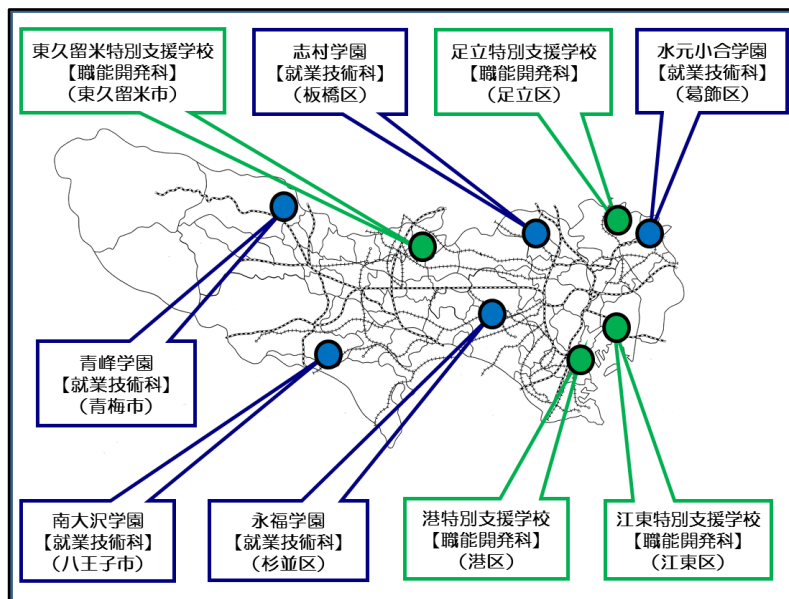 東久留米特別支援学校
【職能開発科】
（東久留米市）
志村学園
【就業技術科】
（板橋区）
足立特別支援学校
【職能開発科】
（足立区）
水元小合学園
【就業技術科】
（葛飾区）
青峰学園
【就業技術科】
（青梅市）
南大沢学園
【就業技術科】
（八王子市）
永福学園
【就業技術科】
（杉並区）
港特別支援学校
【職能開発科】
（港区）
江東特別支援学校
【職能開発科】
（江東区）